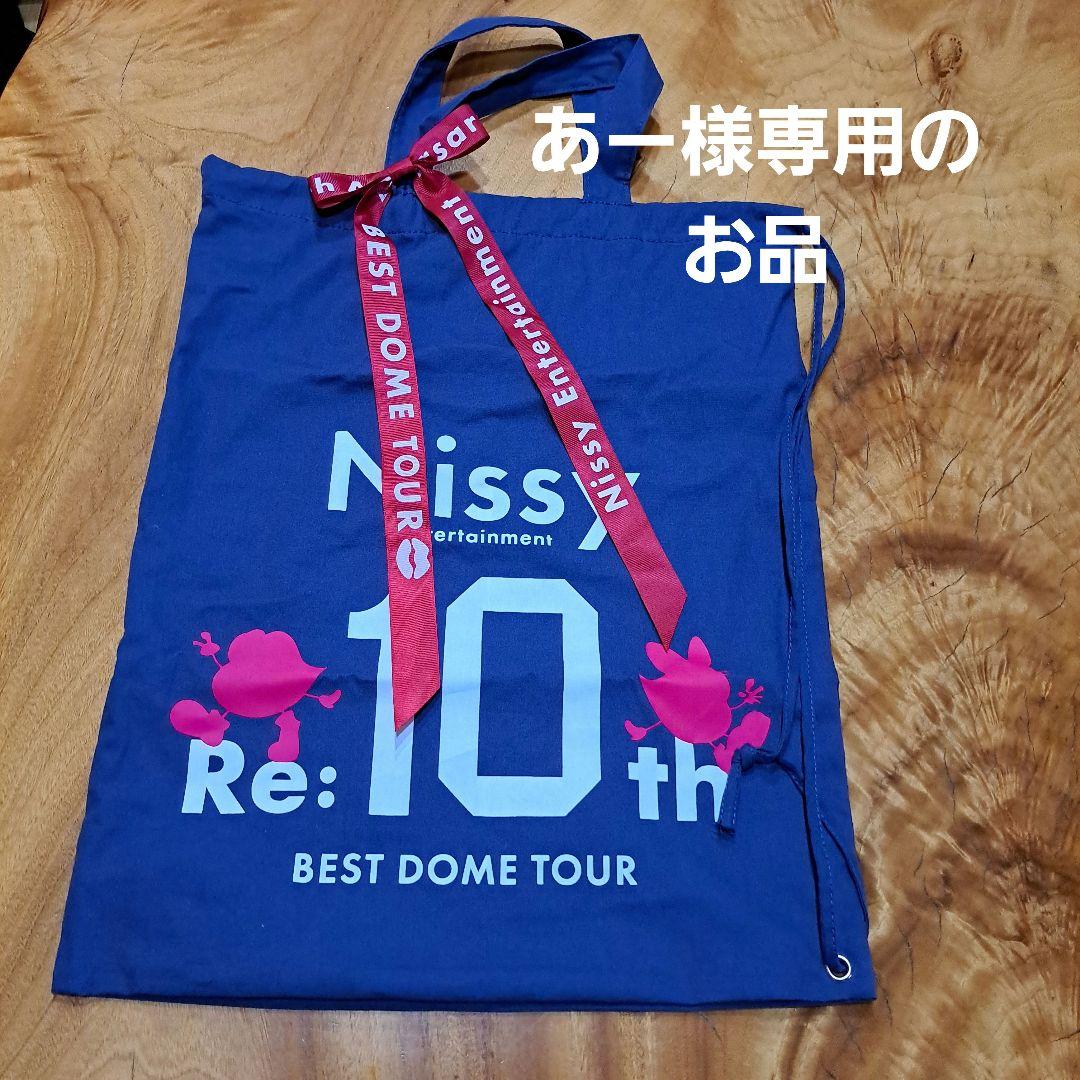 あー様専用の
お品
BEST DOME TOUR
Nissy Entertainment
Nissy
ertainment
Re:10th
BEST DOME TOUR